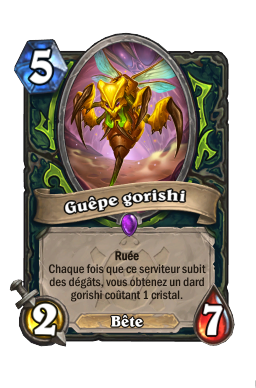 5
Guêpe gorishi
Ruée
Chaque fois que ce serviteur subit
des dégâts, vous obtenez un dard
gorishi coûtant 1 cristal.
2
Bête
7